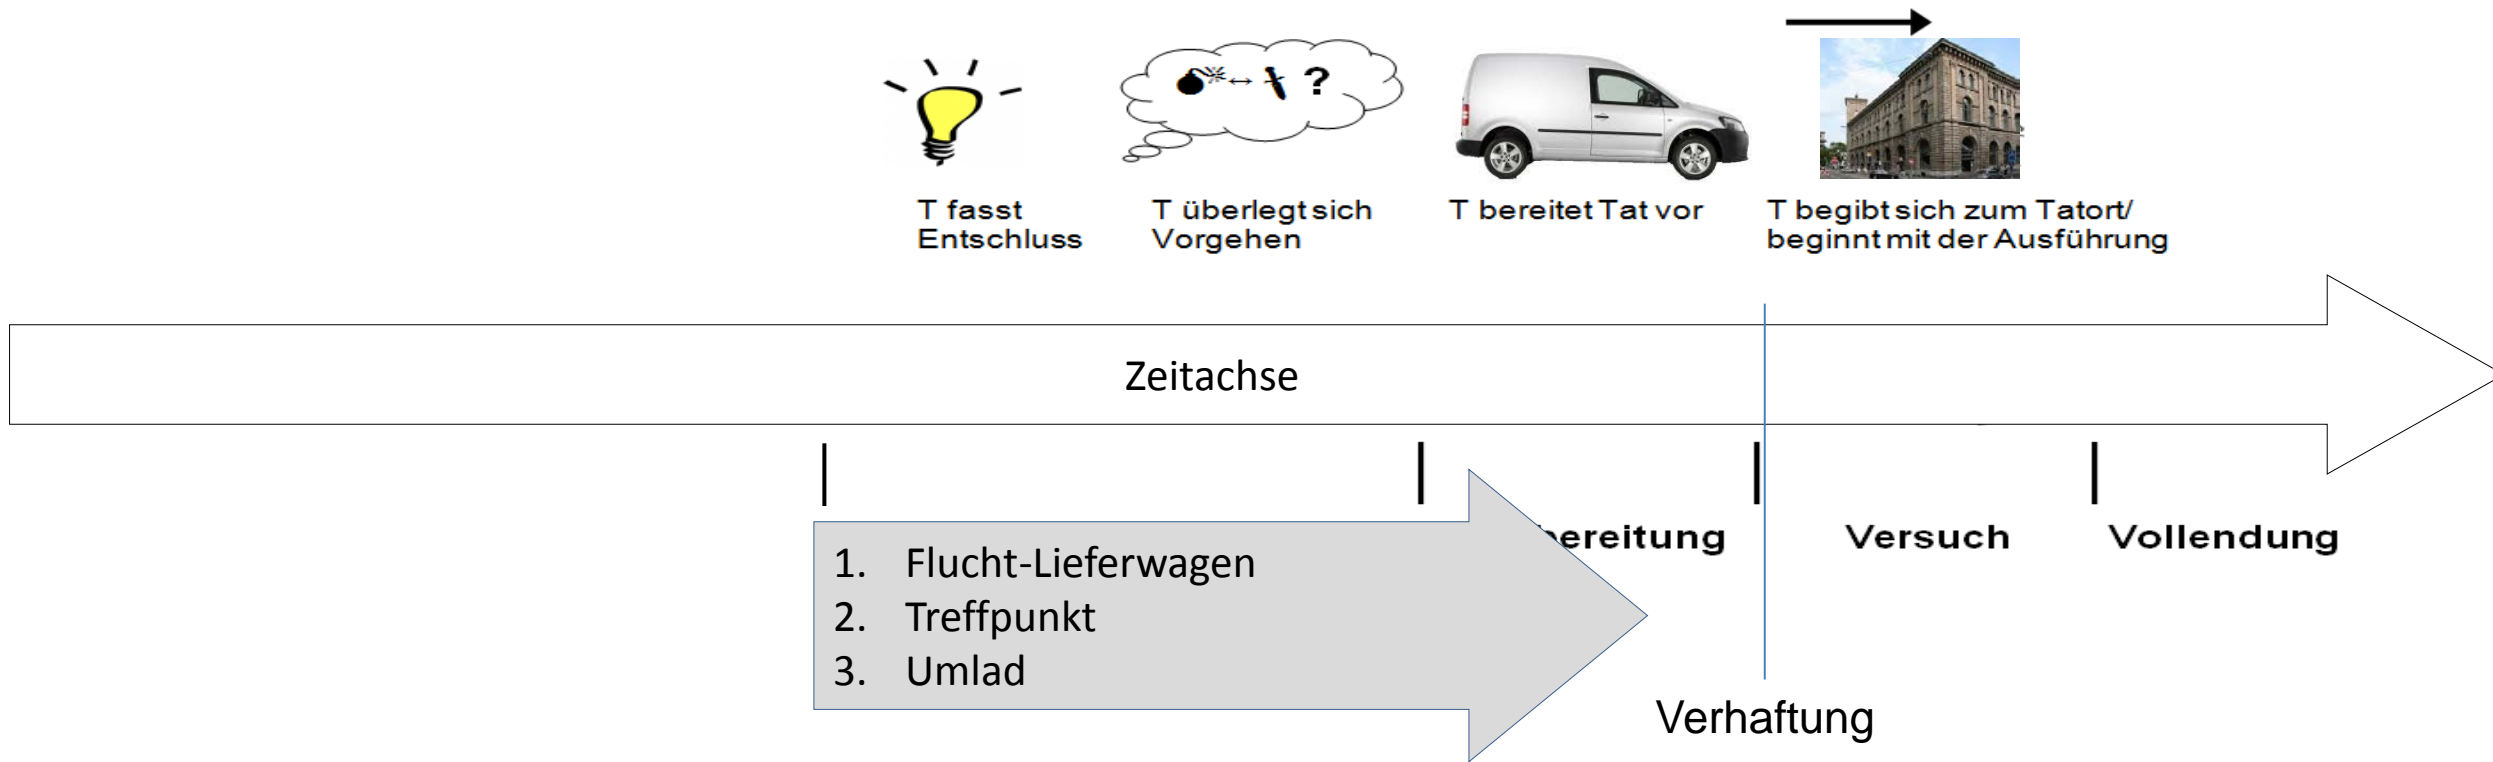 ?
T fasst
Entschluss
T überlegt sich
Vorgehen
T bereitet Tat vor
T begibt sich zum Tatort/
beginnt mit der Ausführung
Zeitachse
bereitung
Versuch
Vollendung
1. Flucht-Lieferwagen
2. Treffpunkt
3. Umlad
Verhaftung